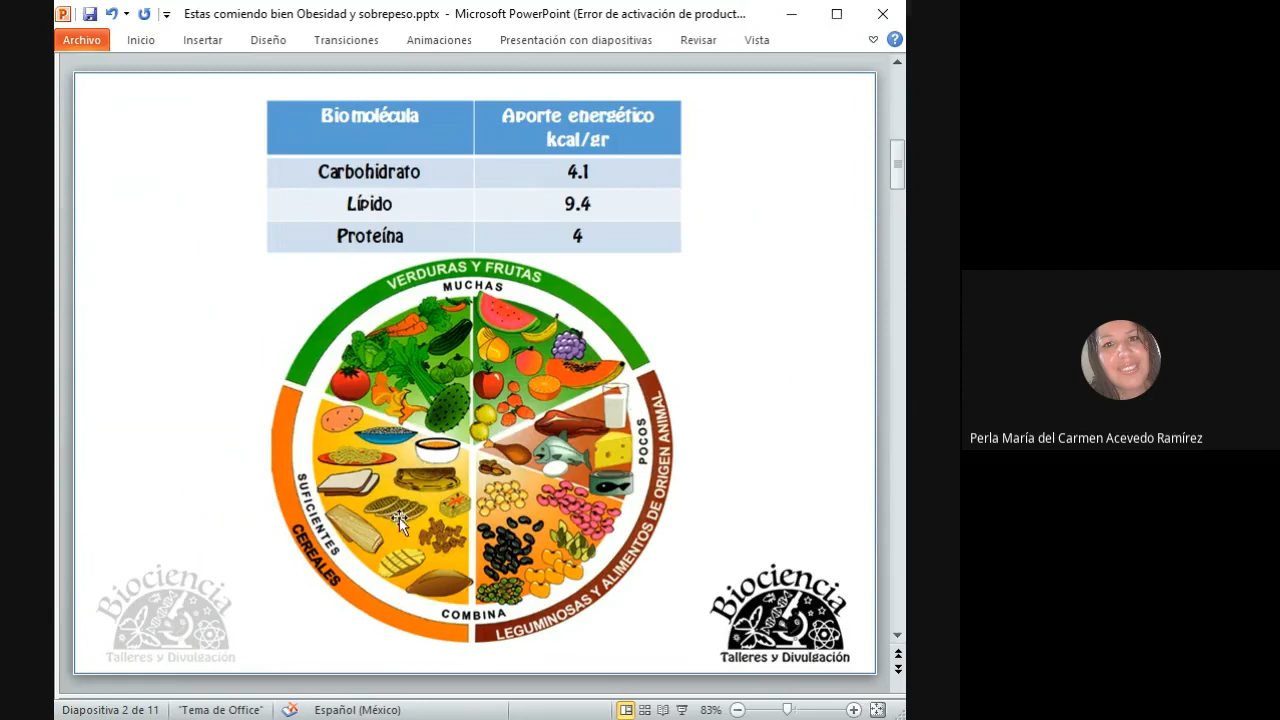 Estas comiendo bien Obesidad y sobrepeso.pptx - Microsoft PowerPoint (Error de activación de product...
Archivo Inicio Insertar Diseño Transiciones Animaciones Presentación con diapositivas Revisar Vista
Biomolécula
Aporte energético
kcal/gr
Carbohidrato 4.1
Lípido 9.4
Proteína 4
VERDURAS Y FRUTAS
MUCHAS
POCOS
LEGUMINOSAS Y ALIMENTOS DE ORIGEN ANIMAL
SUFICIENTES
CEREALES
COMBINA
Biociencia
Talleres y Divulgación
Biociencia
Talleres y Divulgación
Perla María del Carmen Acevedo Ramírez
Diapositiva 2 de 11 "Tema de Office" Español (México) 83%